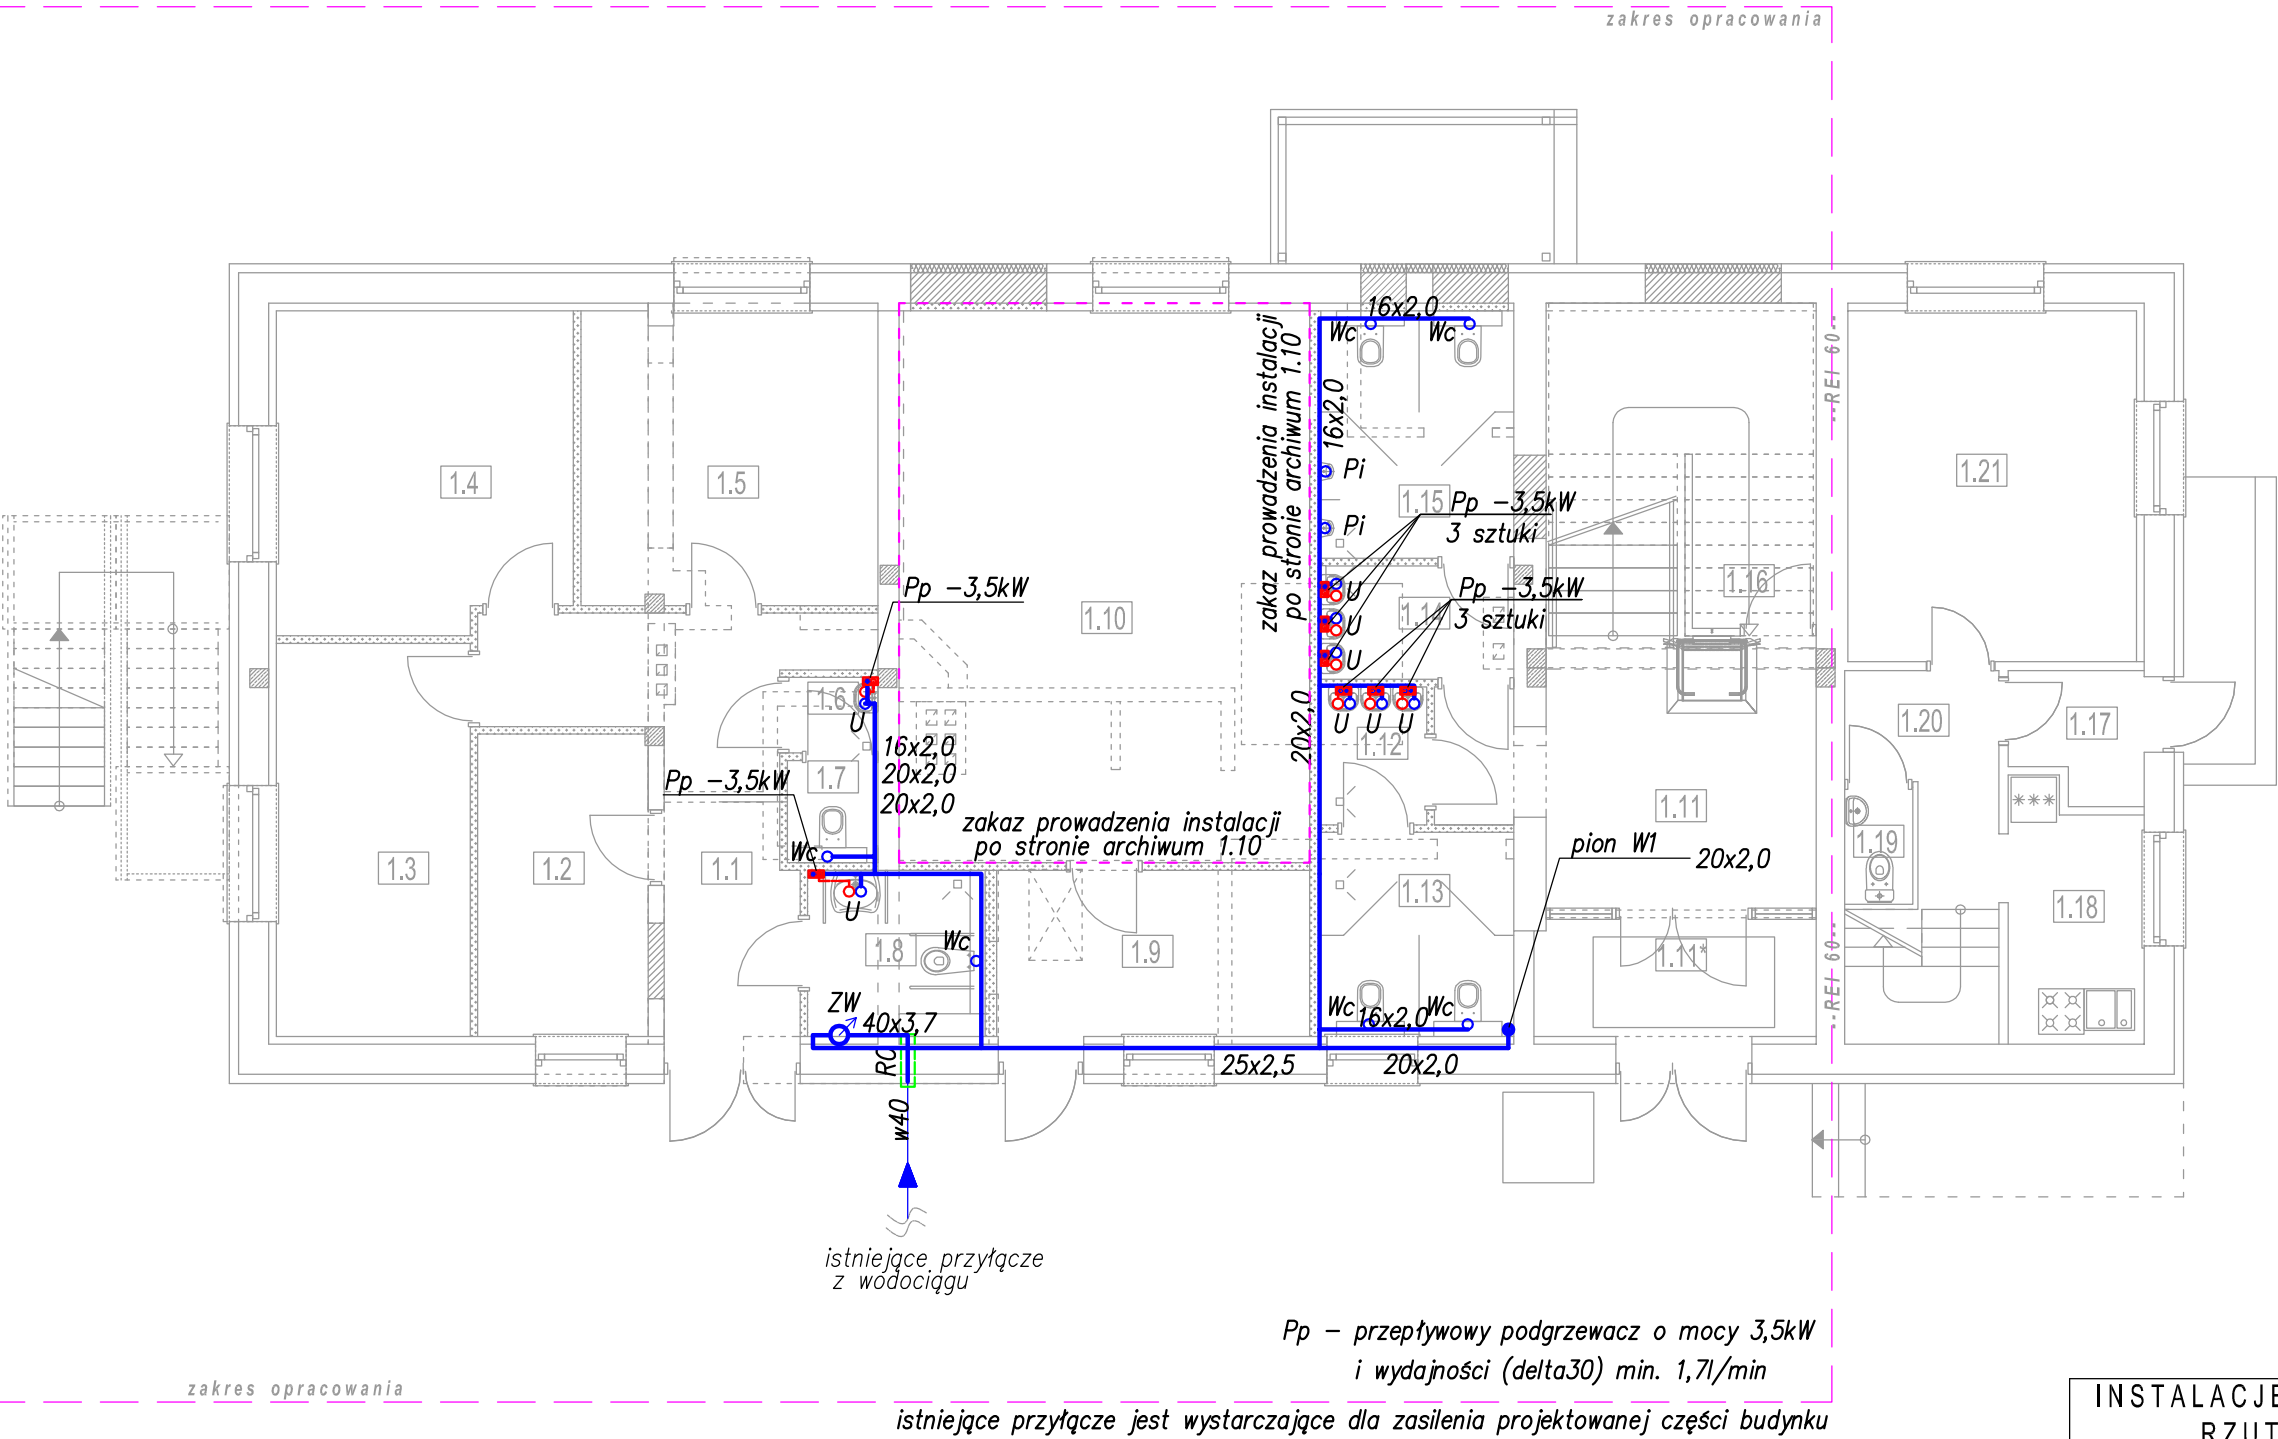 zakres opracowania
16x2,0
Wc
Wc
zakaz prowadzenia instalacji
po stronie archiwum 1.10
16x2,0
--REI 60--
1.4
1.5
1.15
1.21
Pi
Pi
Pp -3,5kW
3 sztuki
Pp -3,5kW
1.10
1.14
Pp -3,5kW
3 sztuki
1.16
U
U
U
1.6
U
20x2,0
U
U
U
1.12
1.20
1.17
16x2,0
20x2,0
20x2,0
Pp -3,5kW
1.7
zakaz prowadzenia instalacji
po stronie archiwum 1.10
1.11
pion W1
20x2,0
1.19
Wc
1.3
1.2
1.1
U
1.13
1.18
1.8
Wc
1.9
1.11*
--REI 60--
ZW
40x3,7
Wc
16x2,0
Wc
RO
25x2,5
20x2,0
w40
istniejące przyłącze
z wodociągu
Pp - przepływowy podgrzewacz o mocy 3,5kW
i wydajności (delta30) min. 1,7l/min
zakres opracowania
istniejące przyłącze jest wystarczające dla zasilenia projektowanej części budynku
INSTALACJE
RZUT